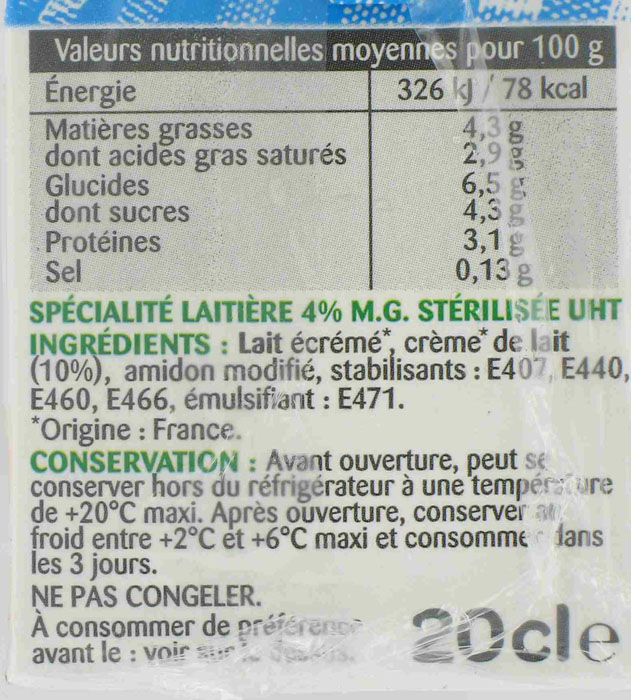 Valeurs nutritionnelles moyennes pour 100 g
Énergie 326 kJ / 78 kcal
Matières grasses 4,3 g
dont acides gras saturés 2,9 g
Glucides 6,5 g
dont sucres 4,3 g
Protéines 3,1 g
Sel 0,13 g
SPÉCIALITÉ LAITIÈRE 4% M.G. STÉRILISÉE UHT
INGRÉDIENTS : Lait écrémé*, crème* de lait
(10%), amidon modifié, stabilisants : E407, E440,
E460, E466, émulsifiant : E471.
*Origine : France.
CONSERVATION : Avant ouverture, peut se
conserver hors du réfrigérateur à une température
de +20°C maxi. Après ouverture, conserver au
froid entre +2°C et +6°C maxi et consommer dans
les 3 jours.
NE PAS CONGELER.
À consommer de préférence
avant le : voir sur le
20cl e